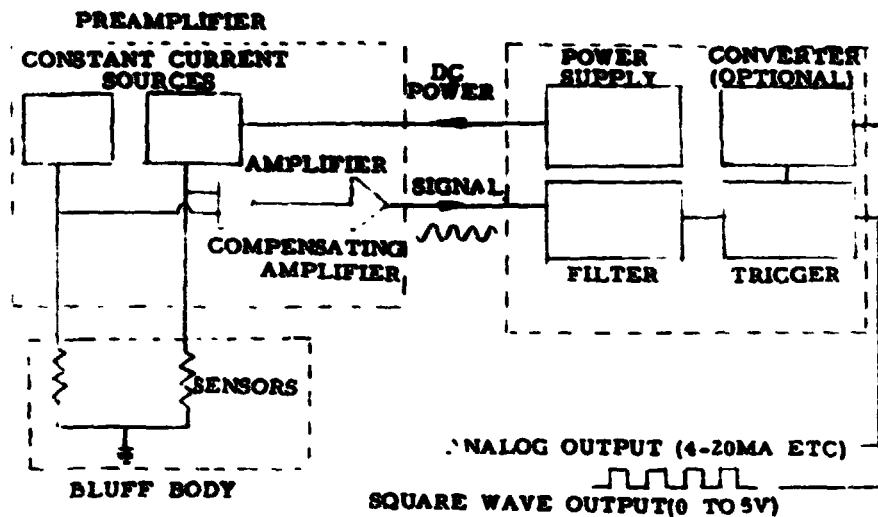 PREAMPLIFIER
CONSTANT CURRENT
SOURCES
DC
POWER
POWER
SUPPLY
CONVERTER
(OPTIONAL)
AMPLIFIER
SIGNAL
COMPENSATING
AMPLIFIER
FILTER
TRIGGER
SENSORS
BLUFF BODY
ANALOG OUTPUT (4-20MA ETC)
SQUARE WAVE OUTPUT(0 TO 5V)